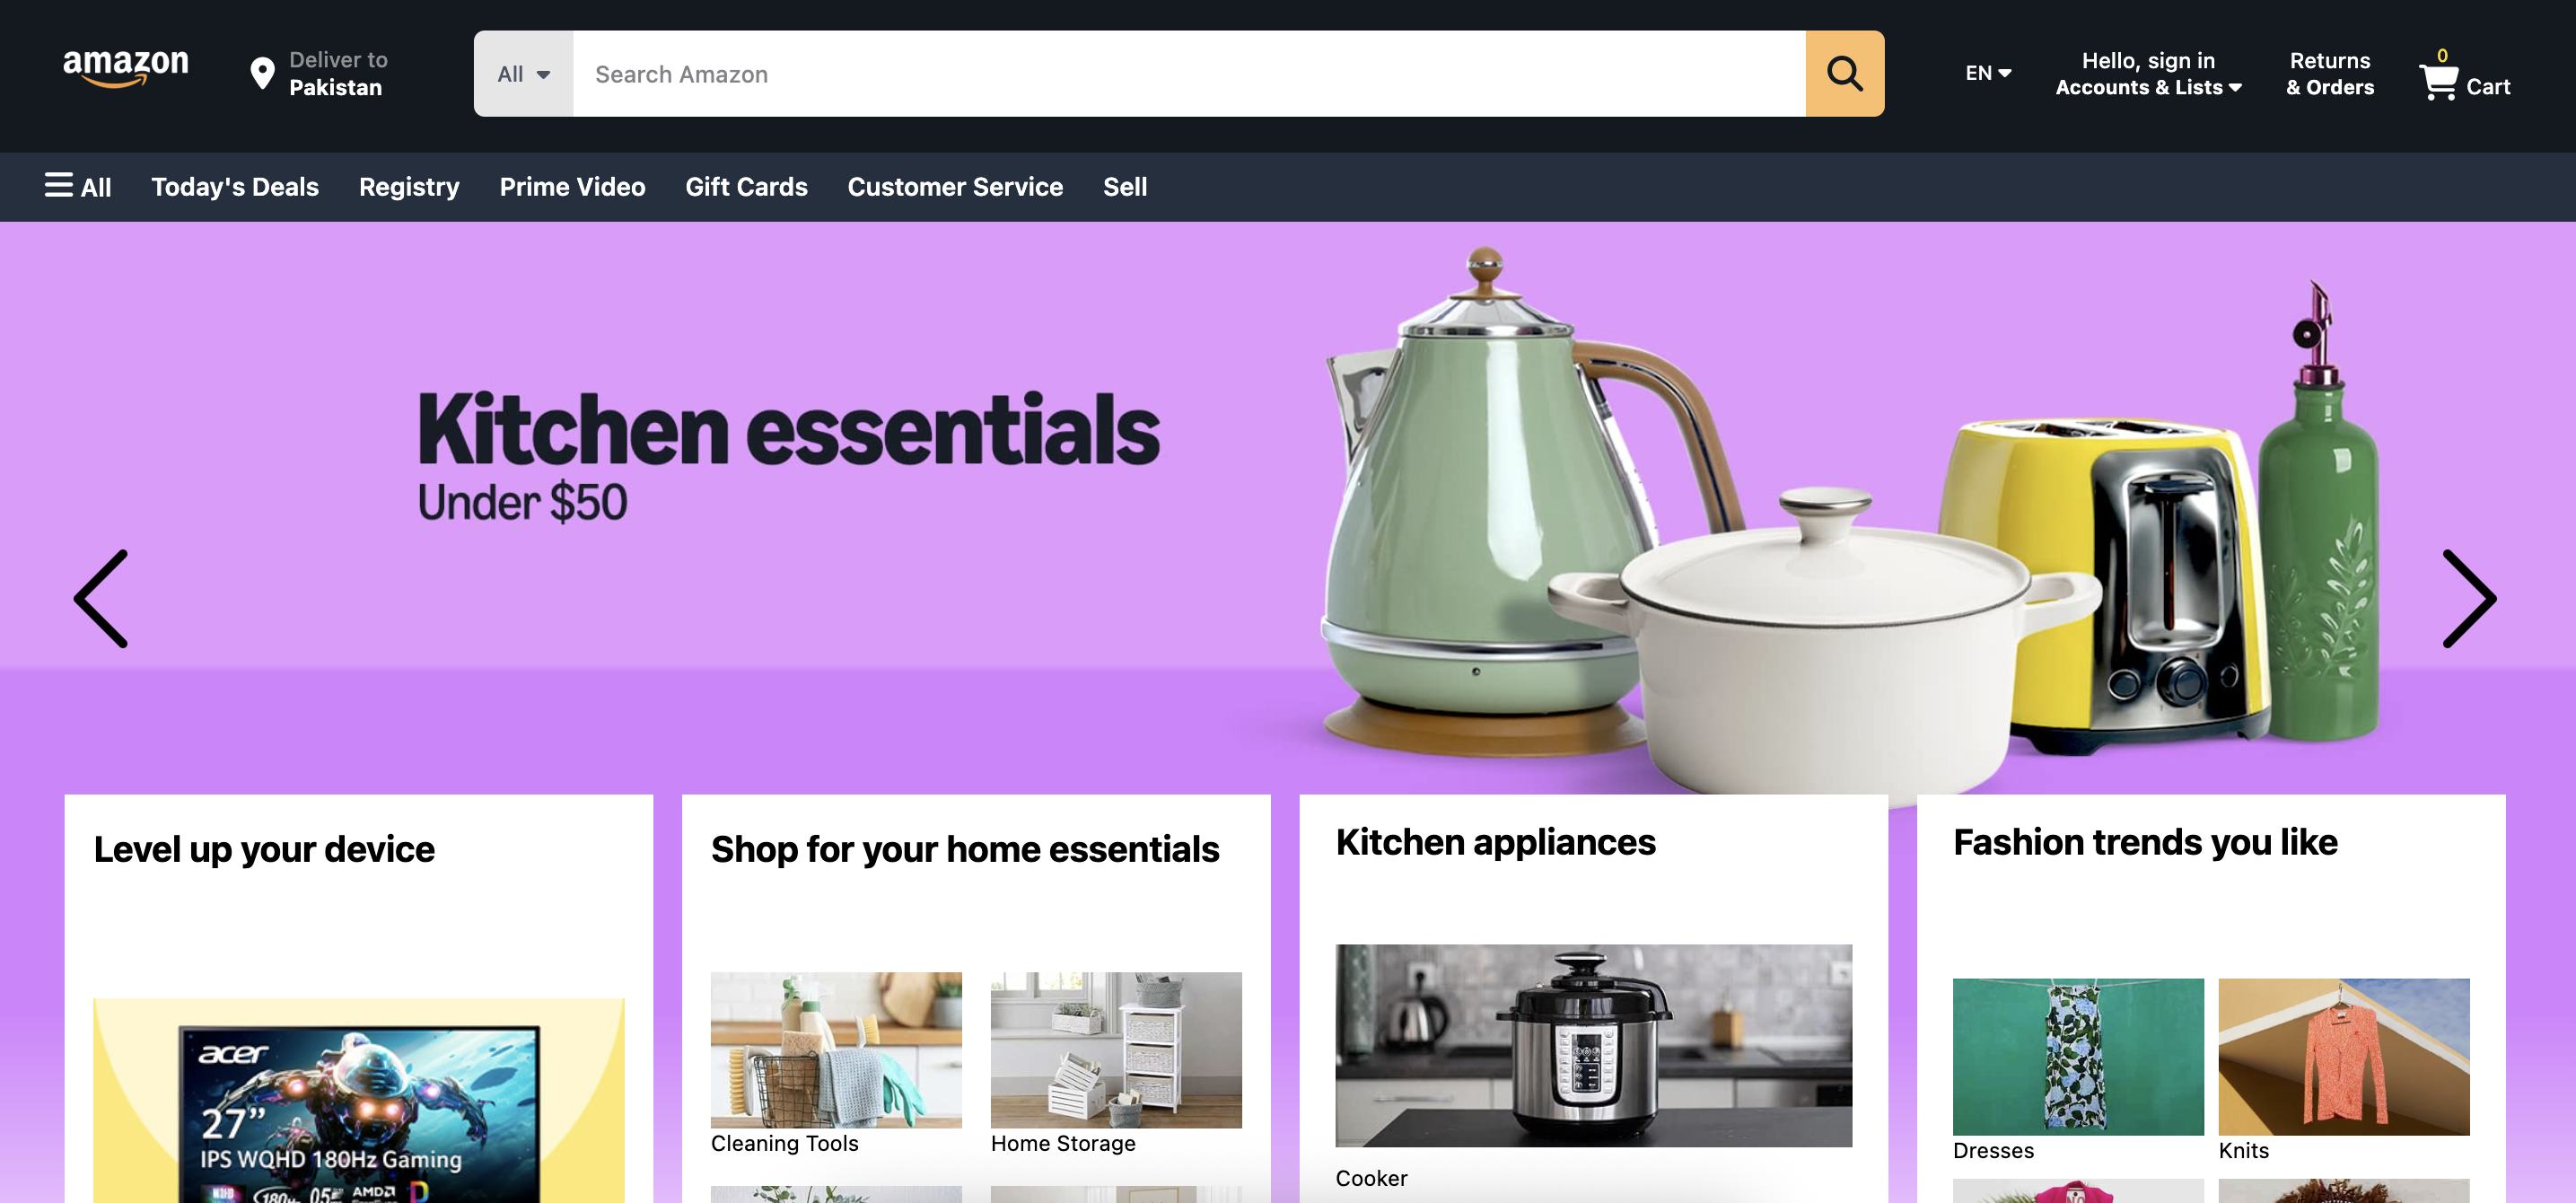 amazon
Deliver to
Pakistan
All
Search Amazon
EN
Hello, sign in
Accounts & Lists
Returns
& Orders
0
Cart
All
Today's Deals
Registry
Prime Video
Gift Cards
Customer Service
Sell
Kitchen essentials
Under $50
Level up your device
Shop for your home essentials
Kitchen appliances
Fashion trends you like
acer
27”
IPS WQHD 180Hz Gaming
AMD
Cleaning Tools
Home Storage
Cooker
Dresses
Knits